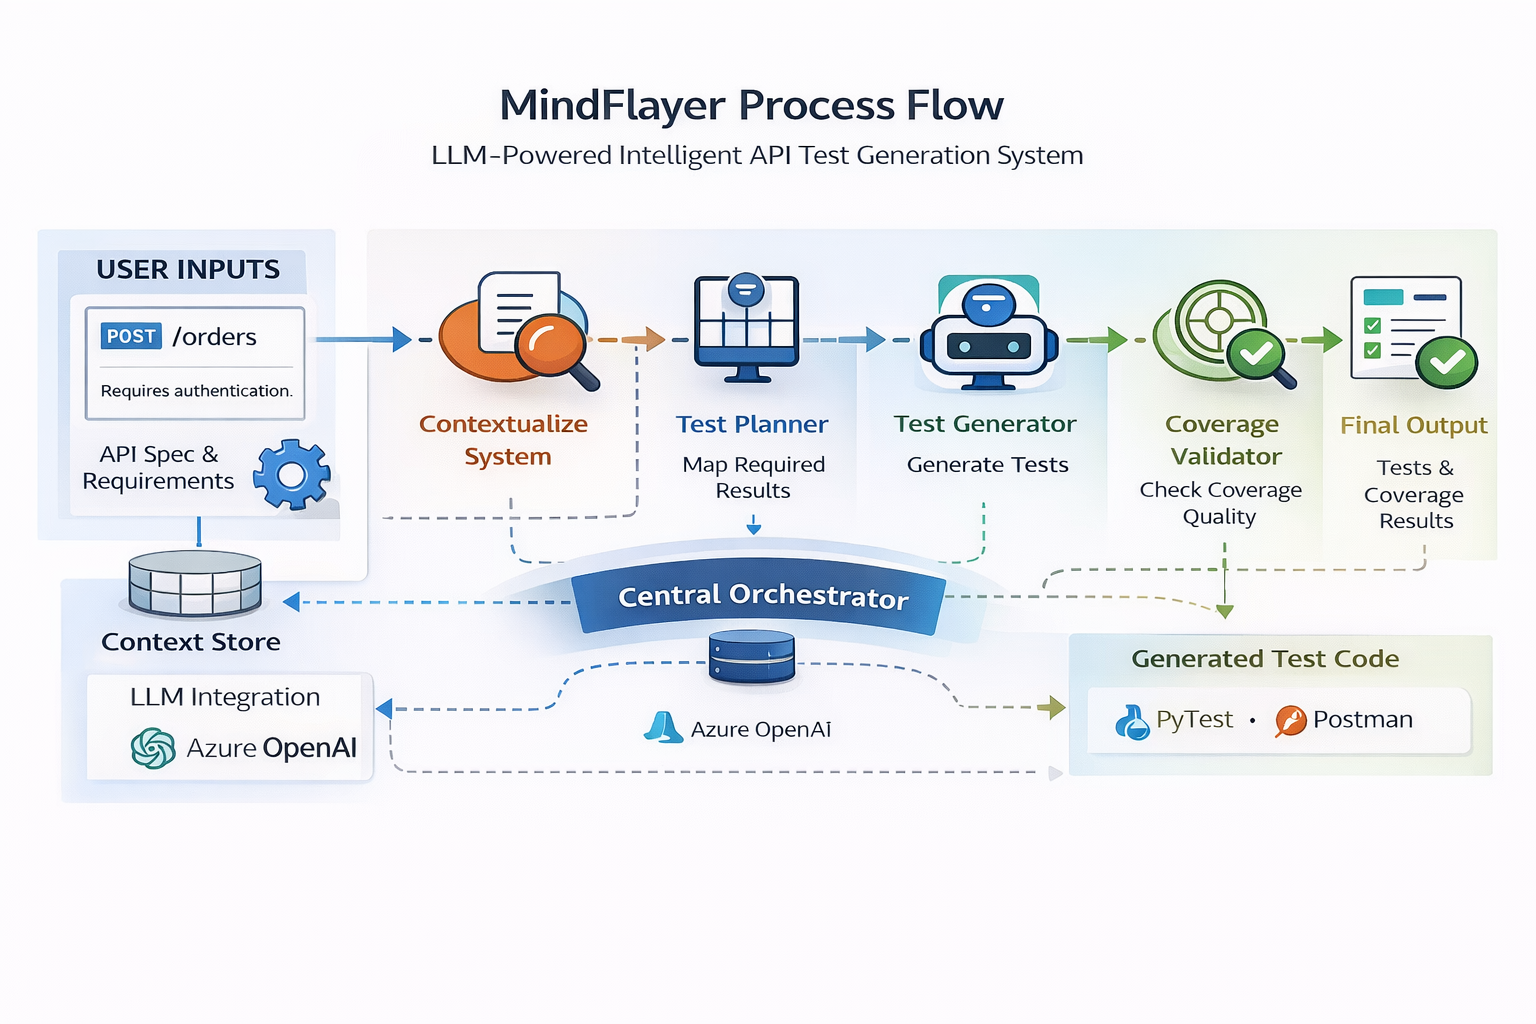 MindFlayer Process Flow
LLM-Powered Intelligent API Test Generation System
USER INPUTS
POST /orders
Requires authentication.
API Spec &
Requirements
Contextualize
System
Test Planner
Map Required
Results
Test Generator
Generate Tests
Coverage
Validator
Check Coverage
Quality
Final Output
Tests &
Coverage
Results
Central Orchestrator
Context Store
LLM Integration
Azure OpenAI
Azure OpenAI
Generated Test Code
PyTest • Postman